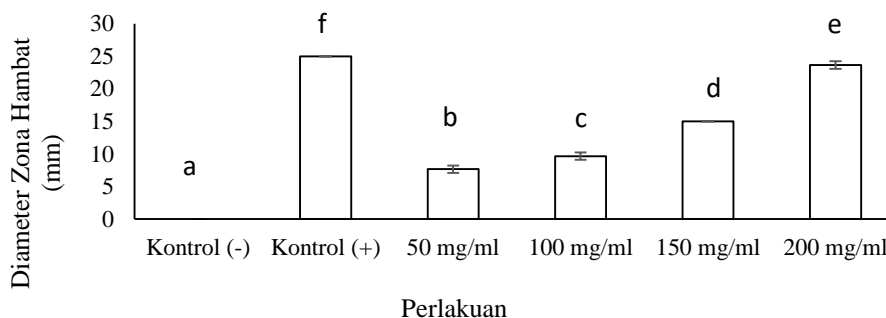 Diameter Zona Hambat
(mm)
30
25
20
15
10
5
0
a
f
b
c
d
e
Kontrol (-)
Kontrol (+)
50 mg/ml
100 mg/ml
150 mg/ml
200 mg/ml
Perlakuan